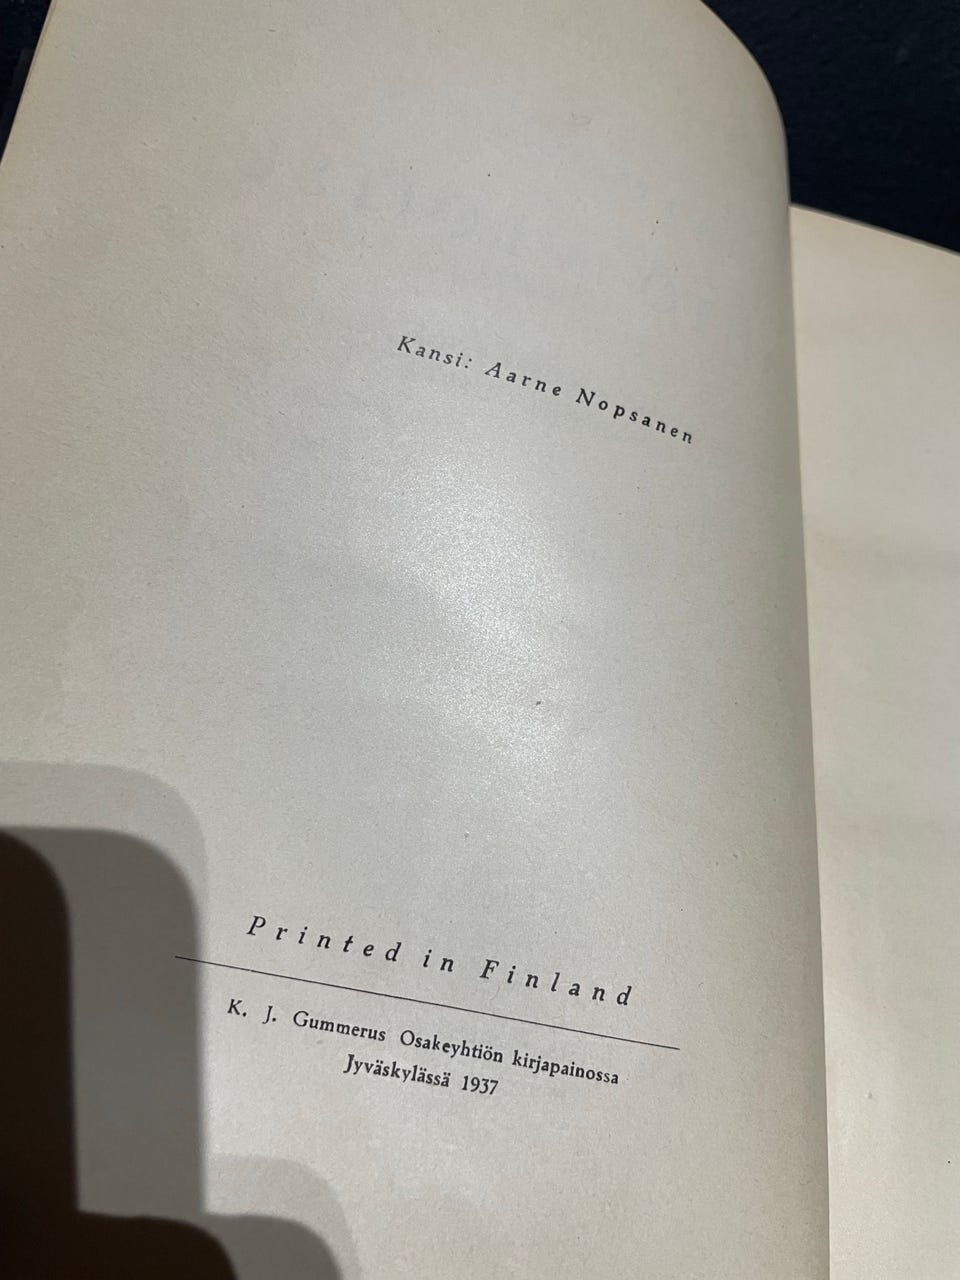 Kansi: Aarne Nopsanen
Printed in Finland
K. J. Gummerus Osakeyhtiön kirjapainossa
Jyväskylässä 1937